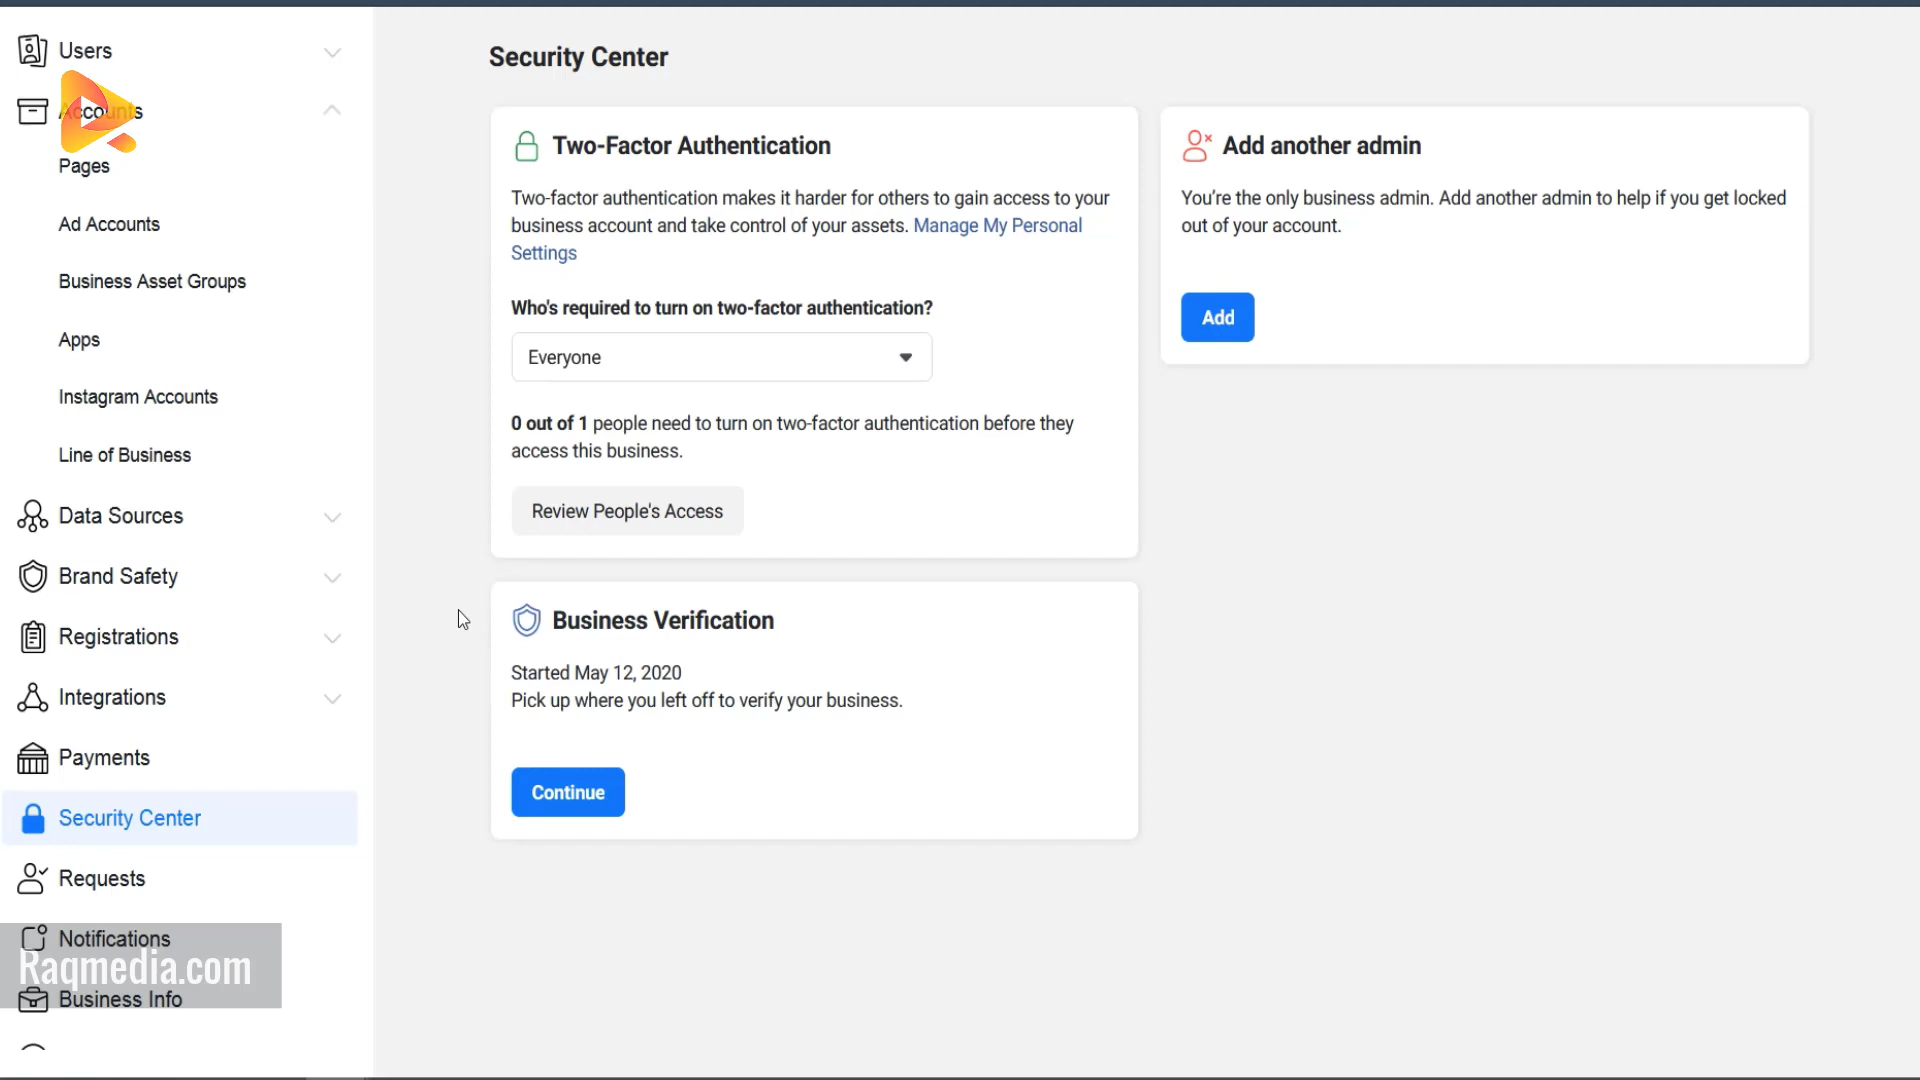 Users
Accounts
Pages
Ad Accounts
Business Asset Groups
Apps
Instagram Accounts
Line of Business
Data Sources
Brand Safety
Registrations
Integrations
Payments
Security Center
Requests
Notifications
Raqmedia.com
Business Info
Security Center
Two-Factor Authentication
Two-factor authentication makes it harder for others to gain access to your
business account and take control of your assets. Manage My Personal
Settings
Who's required to turn on two-factor authentication?
Everyone
0 out of 1 people need to turn on two-factor authentication before they
access this business.
Review People's Access
Business Verification
Started May 12, 2020
Pick up where you left off to verify your business.
Continue
Add another admin
You’re the only business admin. Add another admin to help if you get locked
out of your account.
Add